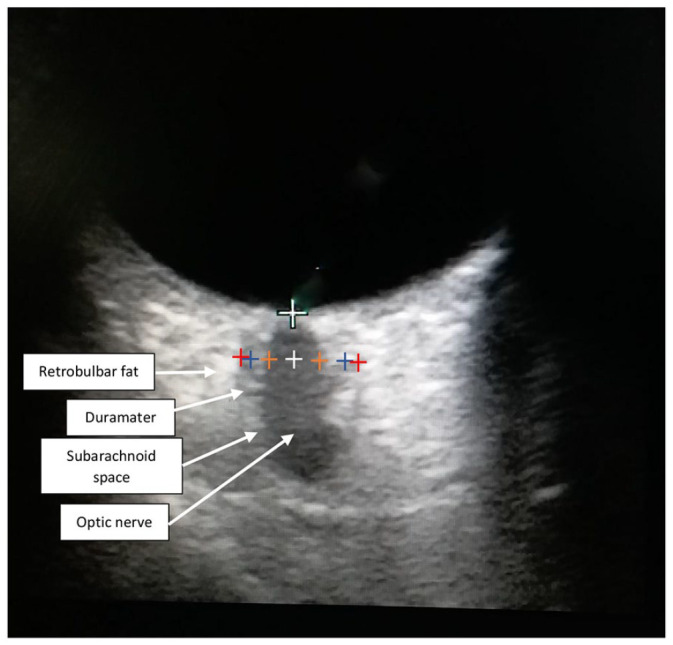 Retrobulbar fat
Duramater
Subarachnoid
space
Optic nerve